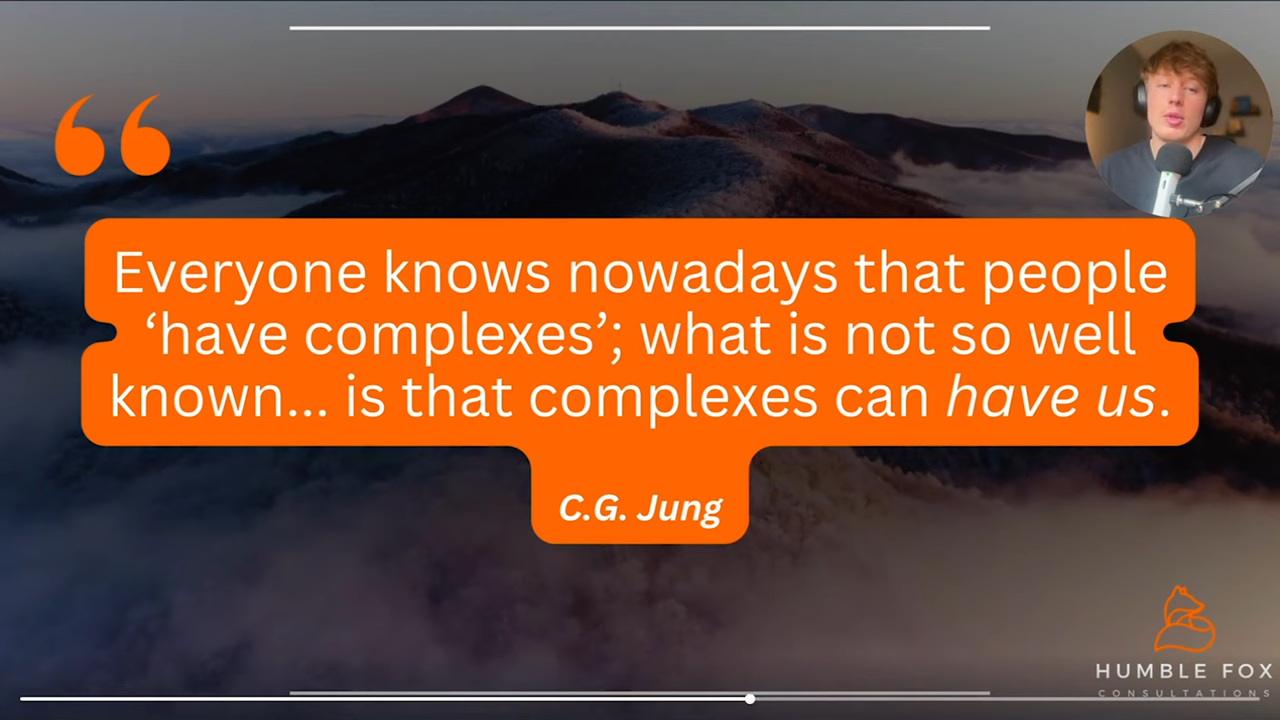 “
Everyone knows nowadays that people
‘have complexes’; what is not so well
known... is that complexes can have us.
C.G. Jung
HUMBLE FOX
CONSULTATIONS